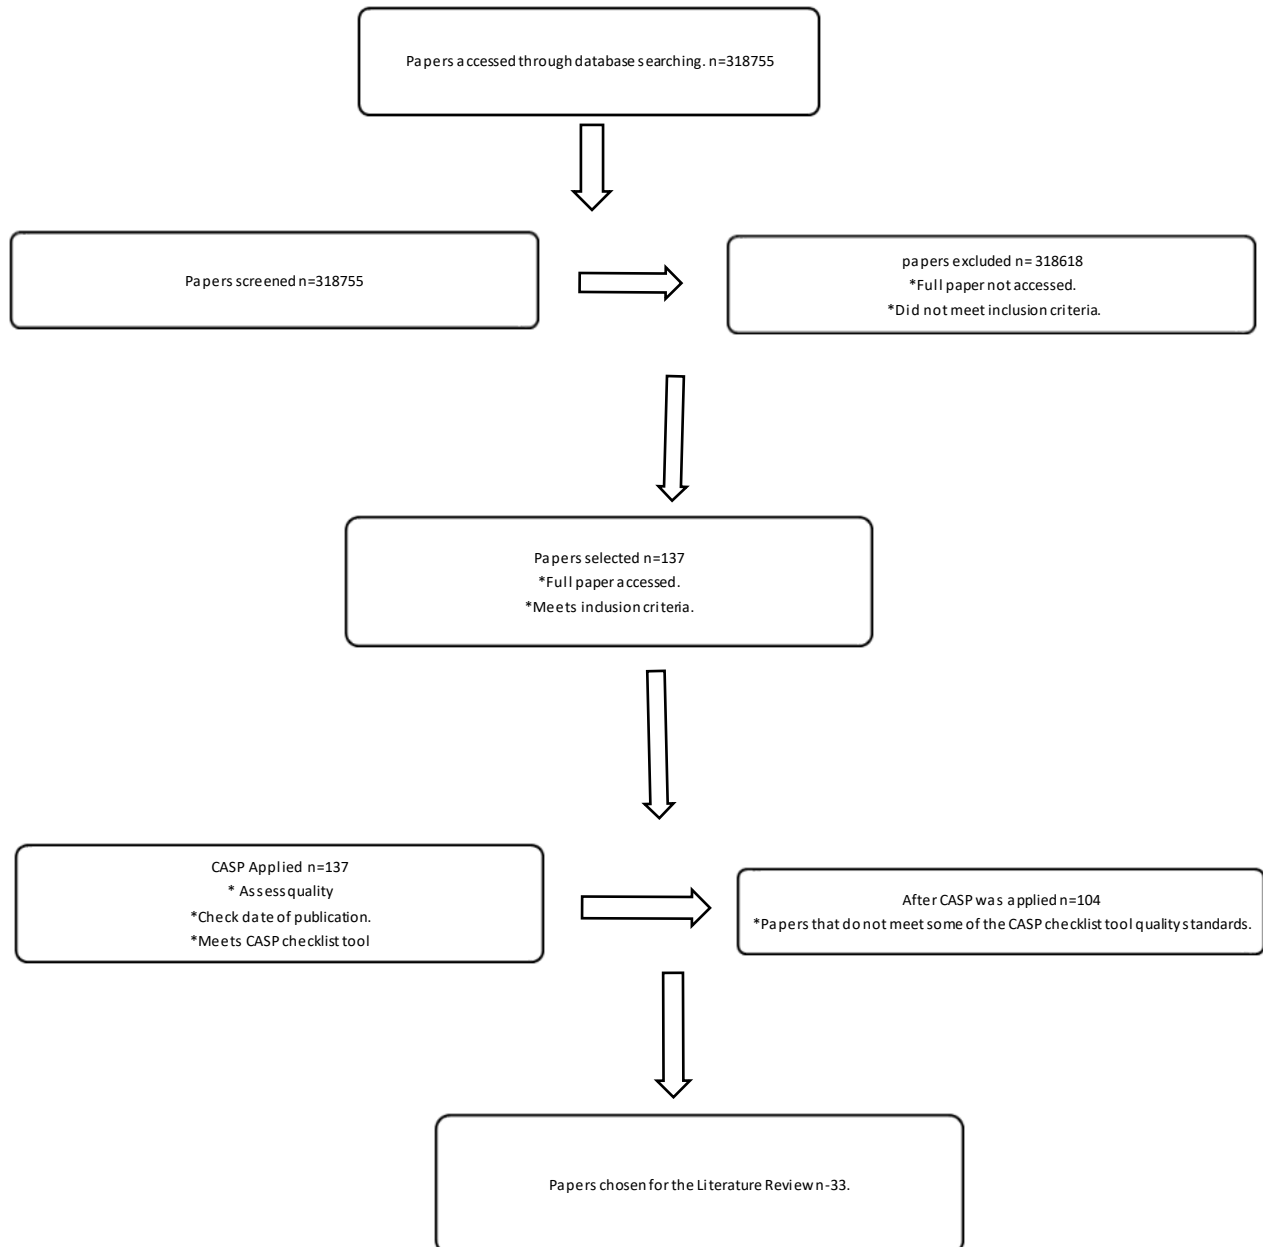 Papers accessed through database searching. n=318755
Papers screened n=318755
papers excluded n= 318618
*Full paper not accessed.
*Did not meet inclusion criteria.
Papers selected n=137
*Full paper accessed.
*Meets inclusion criteria.
CASP Applied n=137
* Assess quality
*Check date of publication.
*Meets CASP checklist tool
After CASP was applied n=104
*Papers that do not meet some of the CASP checklist tool quality standards.
Papers chosen for the Literature Review n-33.